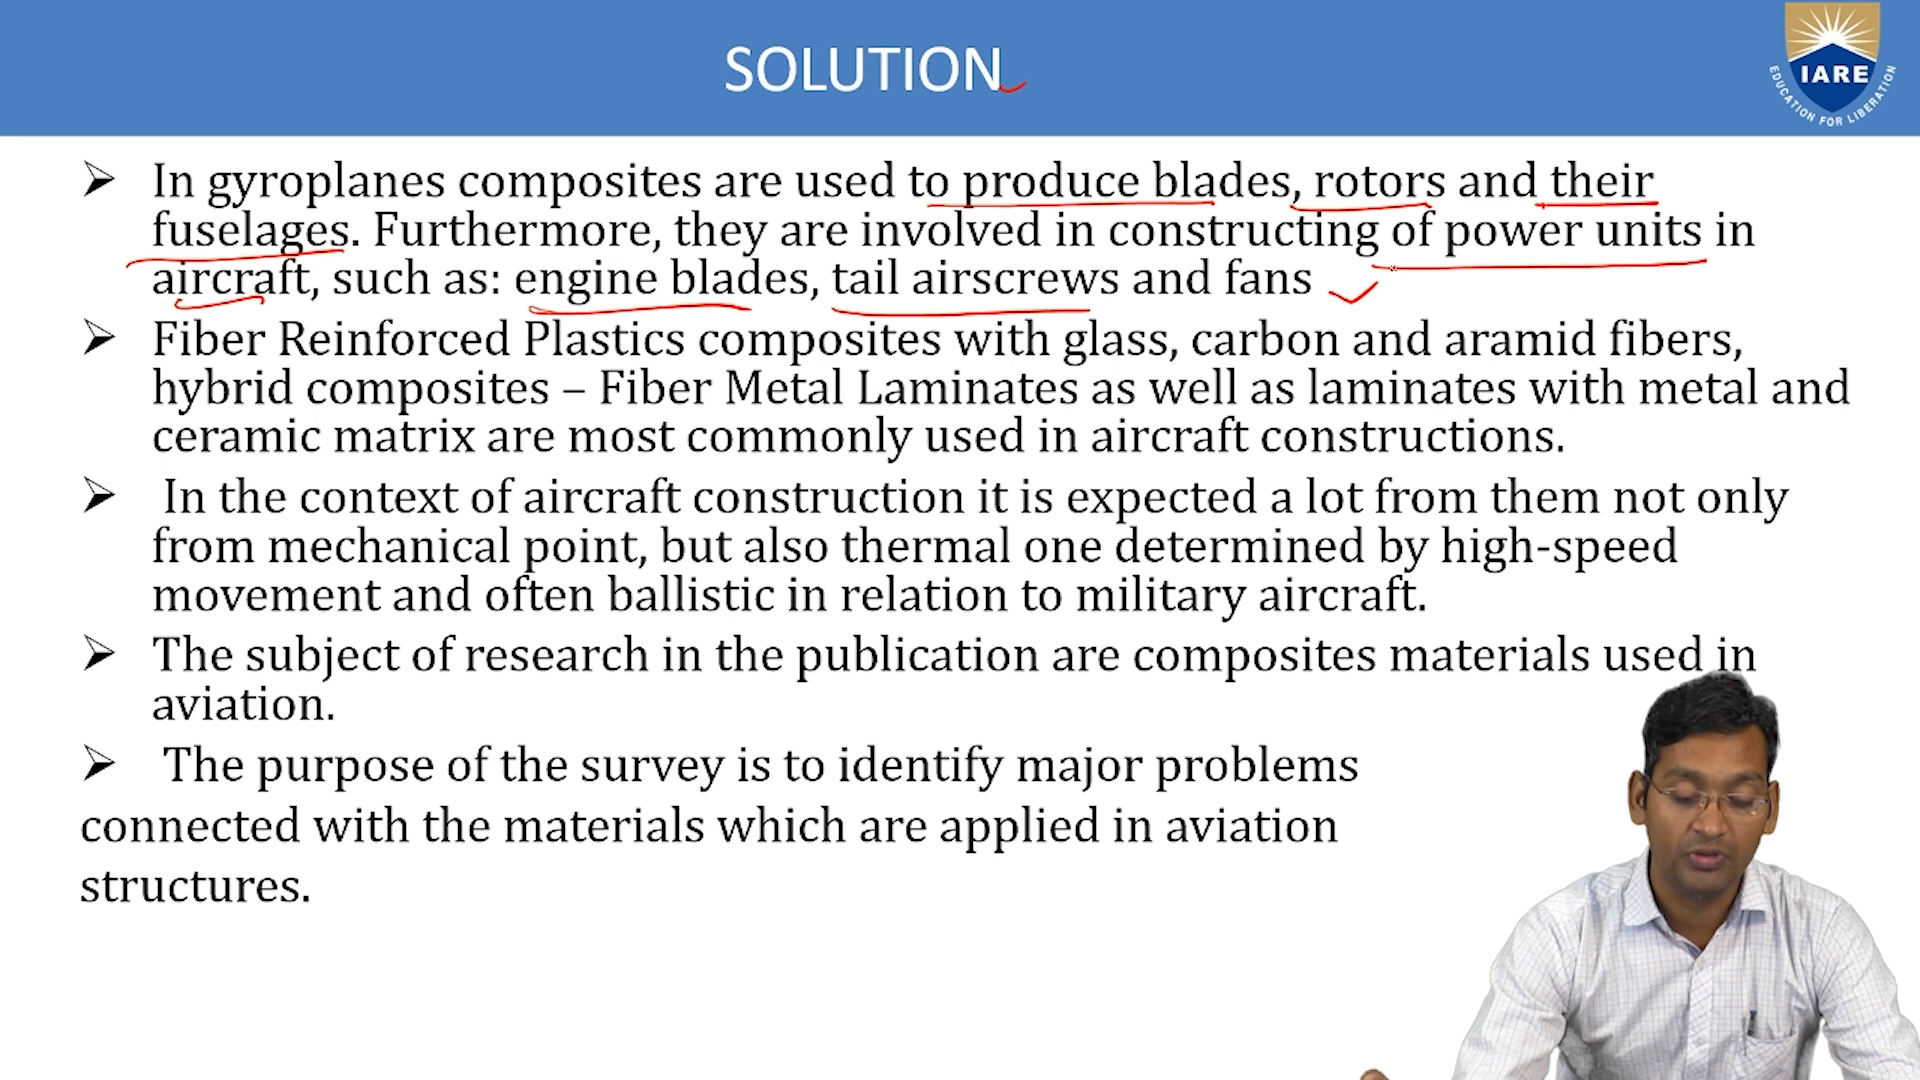 SOLUTION
IARE
EDUCATION FOR LIBERATION
➢ In gyroplanes composites are used to produce blades, rotors and their
fuselages. Furthermore, they are involved in constructing of power units in
aircraft, such as: engine blades, tail airscrews and fans
➢ Fiber Reinforced Plastics composites with glass, carbon and aramid fibers,
hybrid composites – Fiber Metal Laminates as well as laminates with metal and
ceramic matrix are most commonly used in aircraft constructions.
➢ In the context of aircraft construction it is expected a lot from them not only
from mechanical point, but also thermal one determined by high-speed
movement and often ballistic in relation to military aircraft.
➢ The subject of research in the publication are composites materials used in
aviation.
➢ The purpose of the survey is to identify major problems
connected with the materials which are applied in aviation
structures.